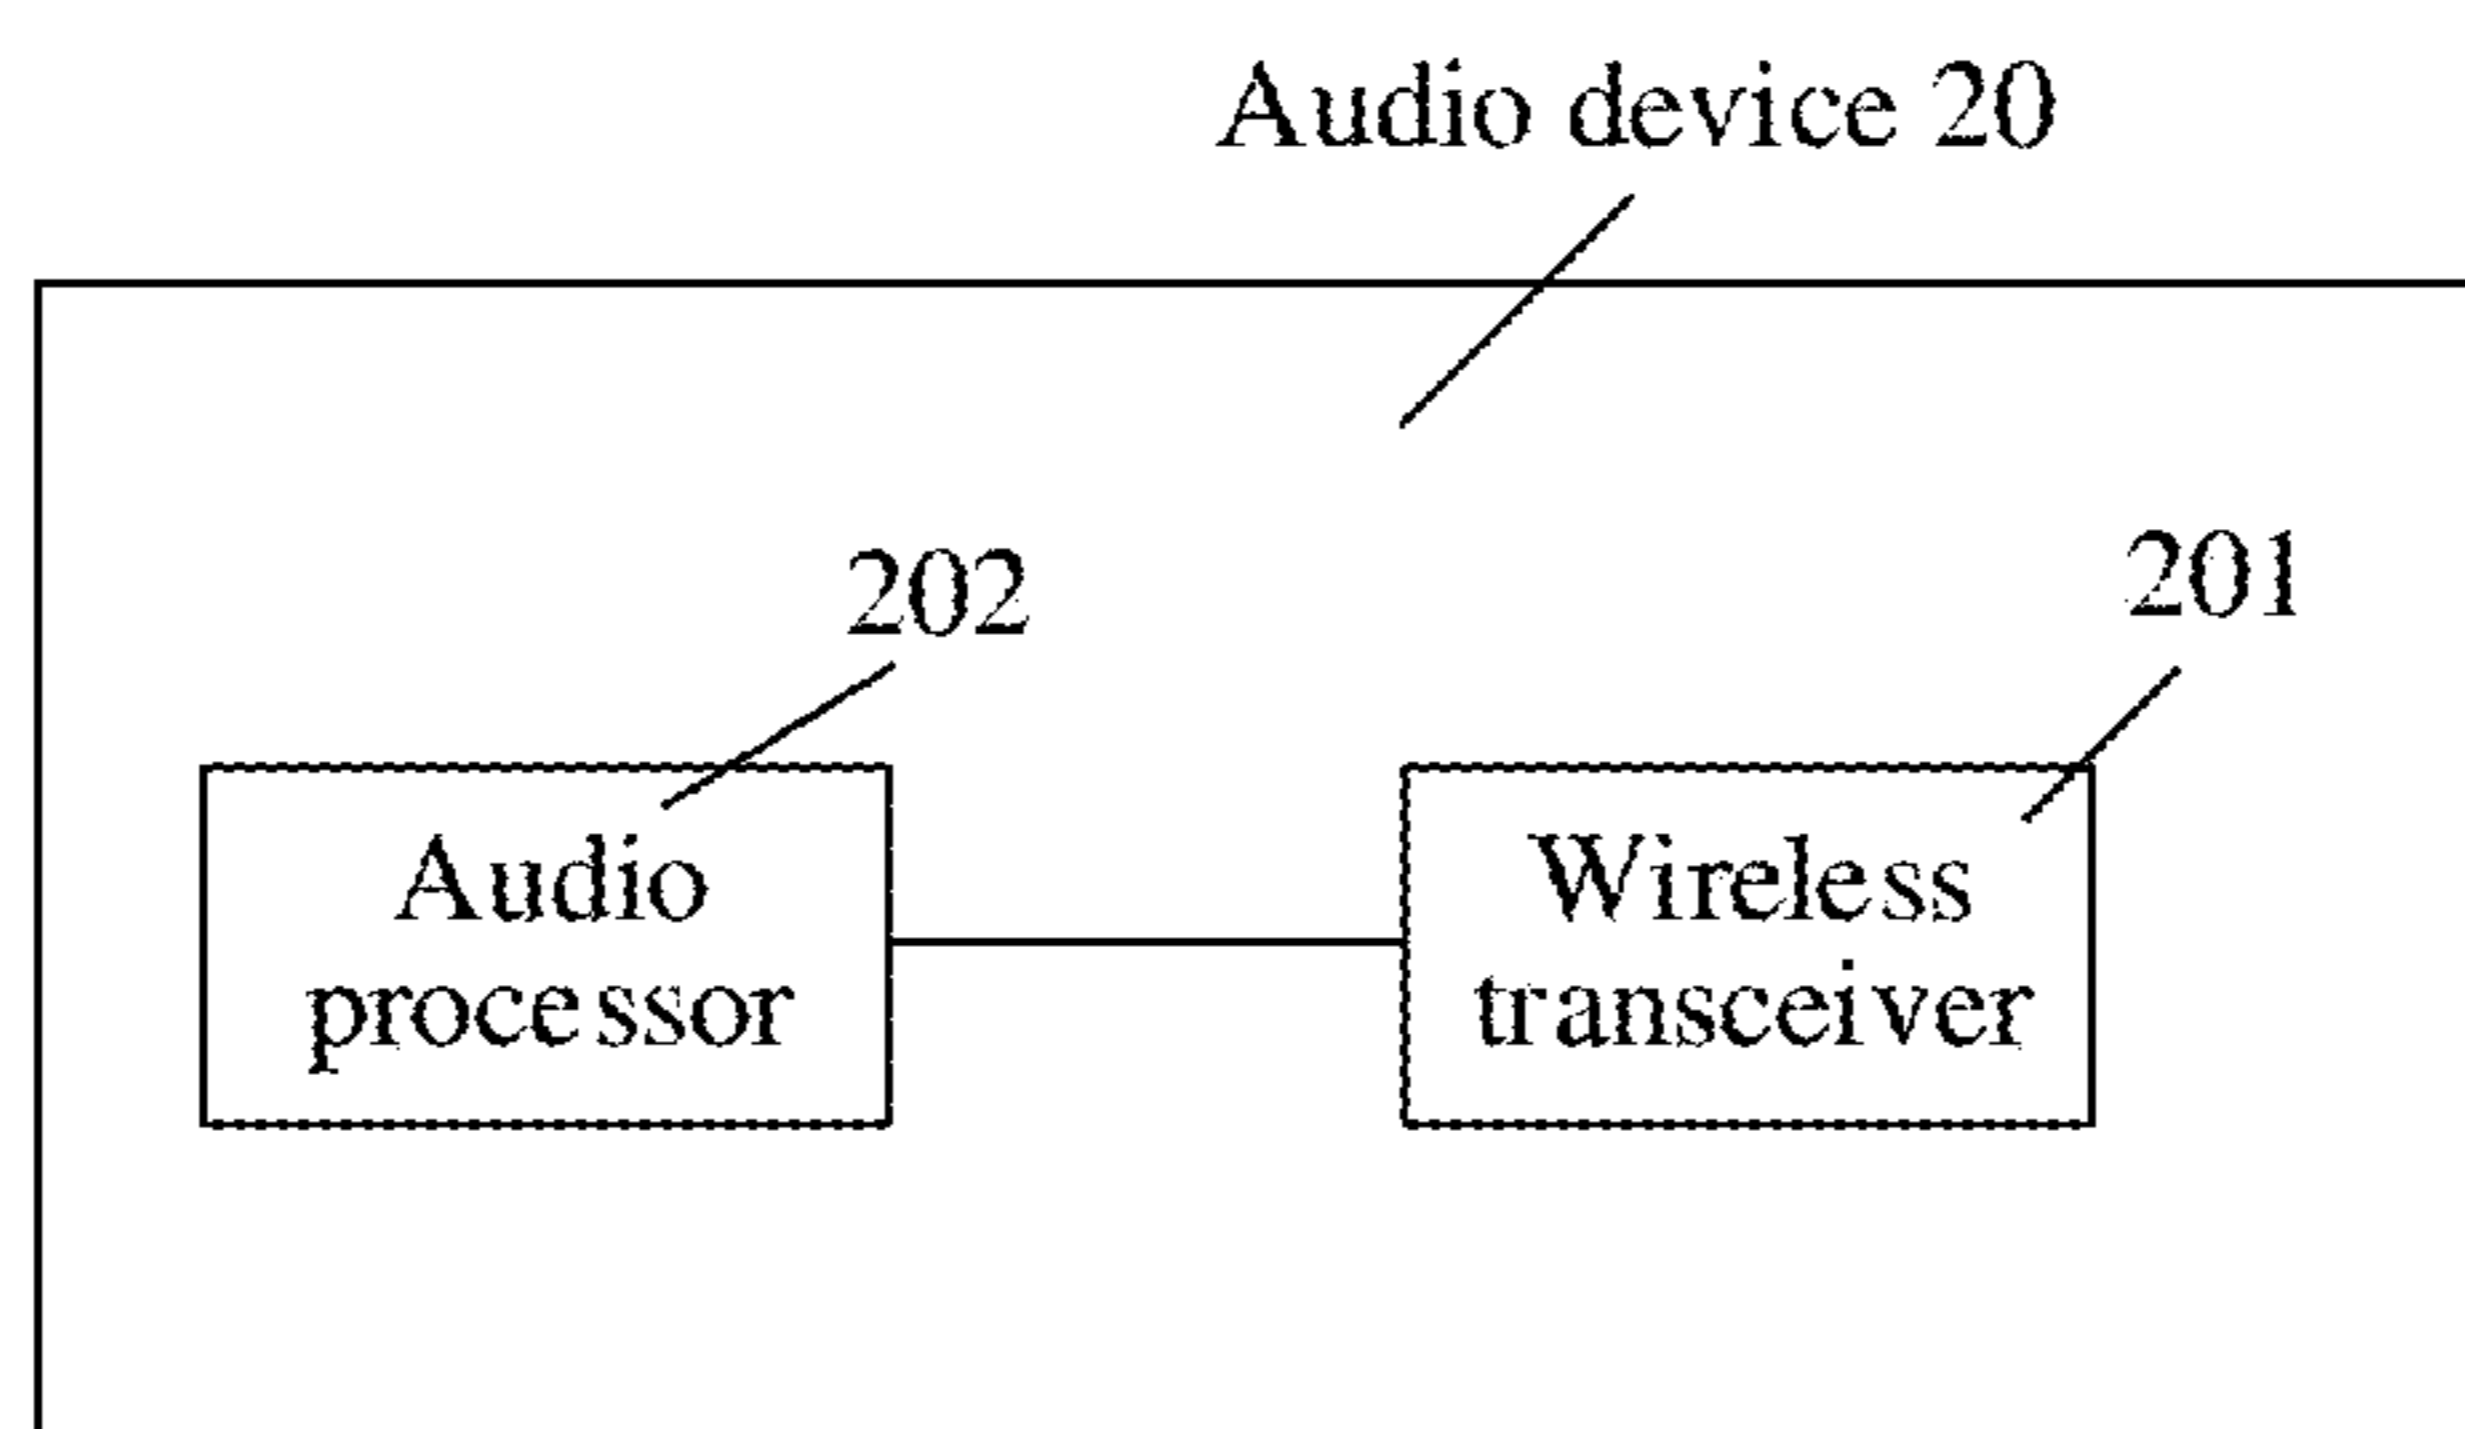 Audio device 20
202
201
Audio
processor
Wireless
transceiver